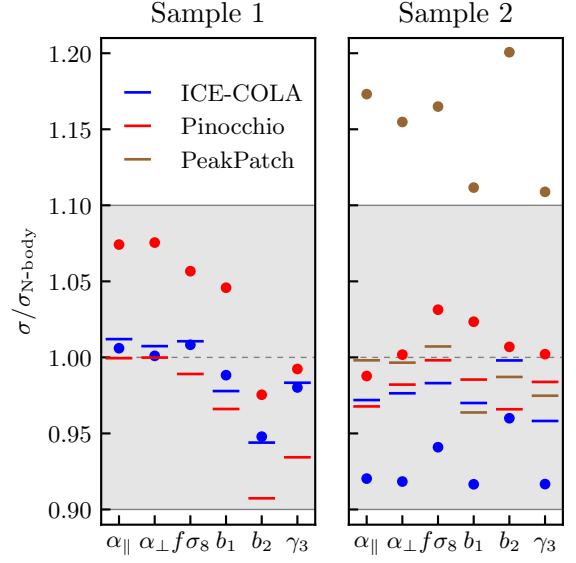 Sample 1
Sample 2
σ/σ_N-body
1.20
1.15
1.10
1.05
1.00
0.95
0.90
ICE-COLA
Pinocchio
PeakPatch
α∥ α⊥ fσ8 b1 b2 γ3
α∥ α⊥ fσ8 b1 b2 γ3